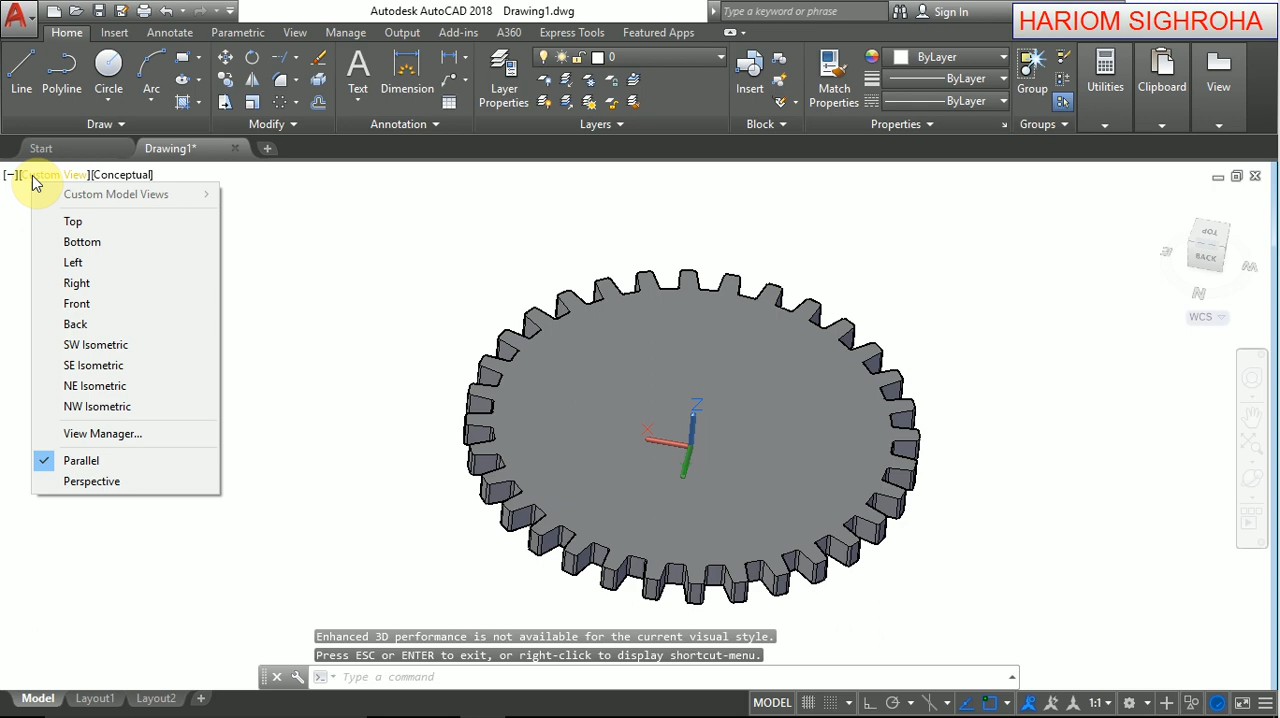 Autodesk AutoCAD 2018 Drawing1.dwg
Type a keyword or phrase
Sign In
HARIOM SIGHROHA
Home Insert Annotate Parametric View Manage Output Add-ins A360 Express Tools Featured Apps
Line Polyline Circle Arc
Text Dimension
Layer Properties
0
Insert
Match Properties
ByLayer
ByLayer
ByLayer
Group
Utilities
Clipboard
View
Draw Modify Annotation Layers Block Properties Groups
Start Drawing1*
[−][Custom View][Conceptual]
Custom Model Views
Top
Bottom
Left
Right
Front
Back
SW Isometric
SE Isometric
NE Isometric
NW Isometric
View Manager...
Parallel
Perspective
TOP
BACK
E
W
N
WCS
Z
X
Enhanced 3D performance is not available for the current visual style.
Press ESC or ENTER to exit, or right-click to display shortcut-menu.
Type a command
Model Layout1 Layout2
MODEL
1:1